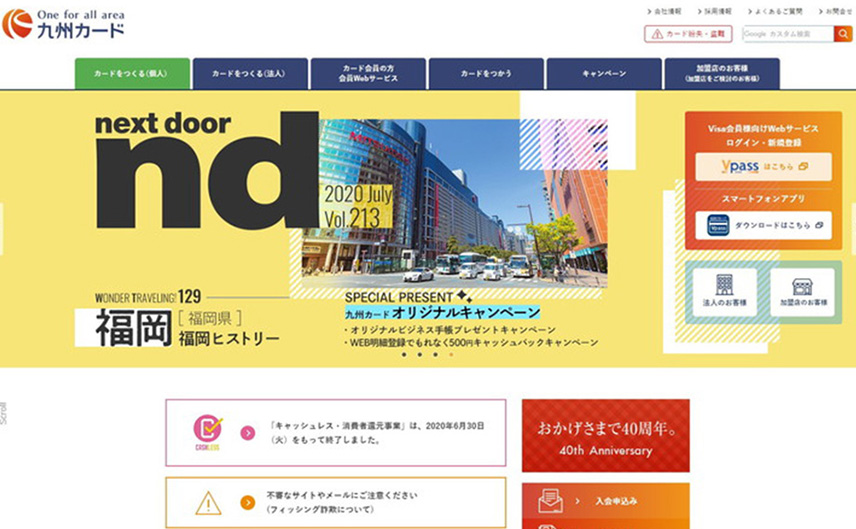 One for all area
九州カード
会社情報
採用情報
よくあるご質問
お問合せ
カード紛失・盗難
Google カスタム検索
カードをつくる(個人)
カードをつくる(法人)
カード会員の方
会員Webサービス
カードをつかう
キャンペーン
加盟店のお客様
(加盟店をご検討のお客様)
next door
nd
2020 July
Vol.213
WONDER TRAVELING! 129
福岡 [福岡県]
福岡ヒストリー
SPECIAL PRESENT
九州カード オリジナルキャンペーン
・オリジナルビジネス手帳プレゼントキャンペーン
・WEB明細登録でもれなく500円キャッシュバックキャンペーン
Visa会員様向けWebサービス
ログイン・新規登録
Vpass はこちら
スマートフォンアプリ
ダウンロードはこちら
法人のお客様
加盟店のお客様
Scroll
CASHLESS
「キャッシュレス・消費者還元事業」は、2020年6月30日
(火)をもって終了しました。
おかげさまで40周年。
40th Anniversary
不審なサイトやメールにご注意ください
(フィッシング詐欺について)
入会申込み